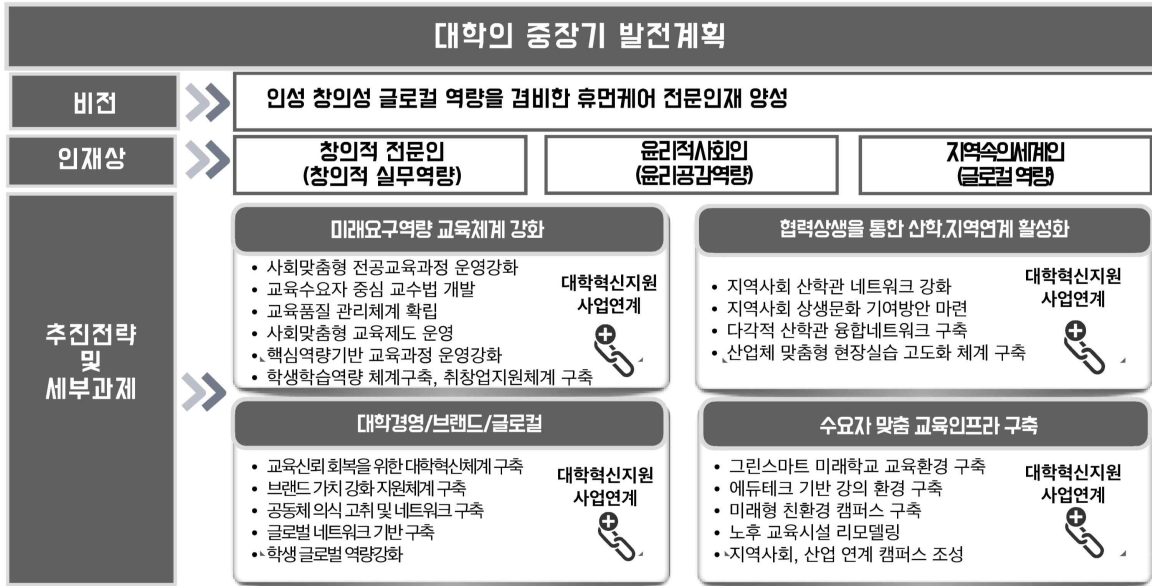 대학의 중장기 발전계획
비전
인성 창의성 글로컬 역량을 겸비한 휴먼케어 전문인재 양성
인재상
창의적 전문인
(창의적 실무역량)
윤리적사회인
(윤리공감역량)
지역속의세계인
(글로컬 역량)
추진전략
및
세부과제
미래요구역량 교육체계 강화
• 사회맞춤형 전공교육과정 운영강화
• 교육수요자 중심 교수법 개발
• 교육품질 관리체계 확립
• 사회맞춤형 교육제도 운영
• 핵심역량기반 교육과정 운영강화
• 학생학습역량 체계구축, 취창업지원체계 구축
대학혁신지원
사업연계
협력상생을 통한 산학,지역연계 활성화
• 지역사회 산학관 네트워크 강화
• 지역사회 상생문화 기여방안 마련
• 다각적 산학관 융합네트워크 구축
• 산업체 맞춤형 현장실습 고도화 체계 구축
대학혁신지원
사업연계
대학경영/브랜드/글로컬
• 교육신뢰 회복을 위한 대학혁신체계 구축
• 브랜드 가치 강화 지원체계 구축
• 공동체 의식 고취 및 네트워크 구축
• 글로벌 네트워크 기반 구축
• 학생 글로벌 역량강화
대학혁신지원
사업연계
수요자 맞춤 교육인프라 구축
• 그린스마트 미래학교 교육환경 구축
• 에듀테크 기반 강의 환경 구축
• 미래형 친환경 캠퍼스 구축
• 노후 교육시설 리모델링
• 지역사회, 산업 연계 캠퍼스 조성
대학혁신지원
사업연계